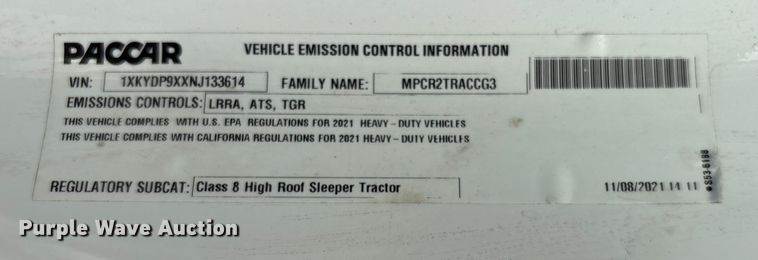 PACCAR VEHICLE EMISSION CONTROL INFORMATION
VIN: 1XKYDP9XXNJ133614 FAMILY NAME: MPCR2TRACCG3
EMISSIONS CONTROLS: LRRA, ATS, TGR
THIS VEHICLE COMPLIES WITH U.S. EPA REGULATIONS FOR 2021 HEAVY-DUTY VEHICLES
THIS VEHICLE COMPLIES WITH CALIFORNIA REGULATIONS FOR 2021 HEAVY-DUTY VEHICLES
REGULATORY SUBCAT: Class 8 High Roof Sleeper Tractor 11/08/2021 14 11
S53-6188
Purple Wave Auction